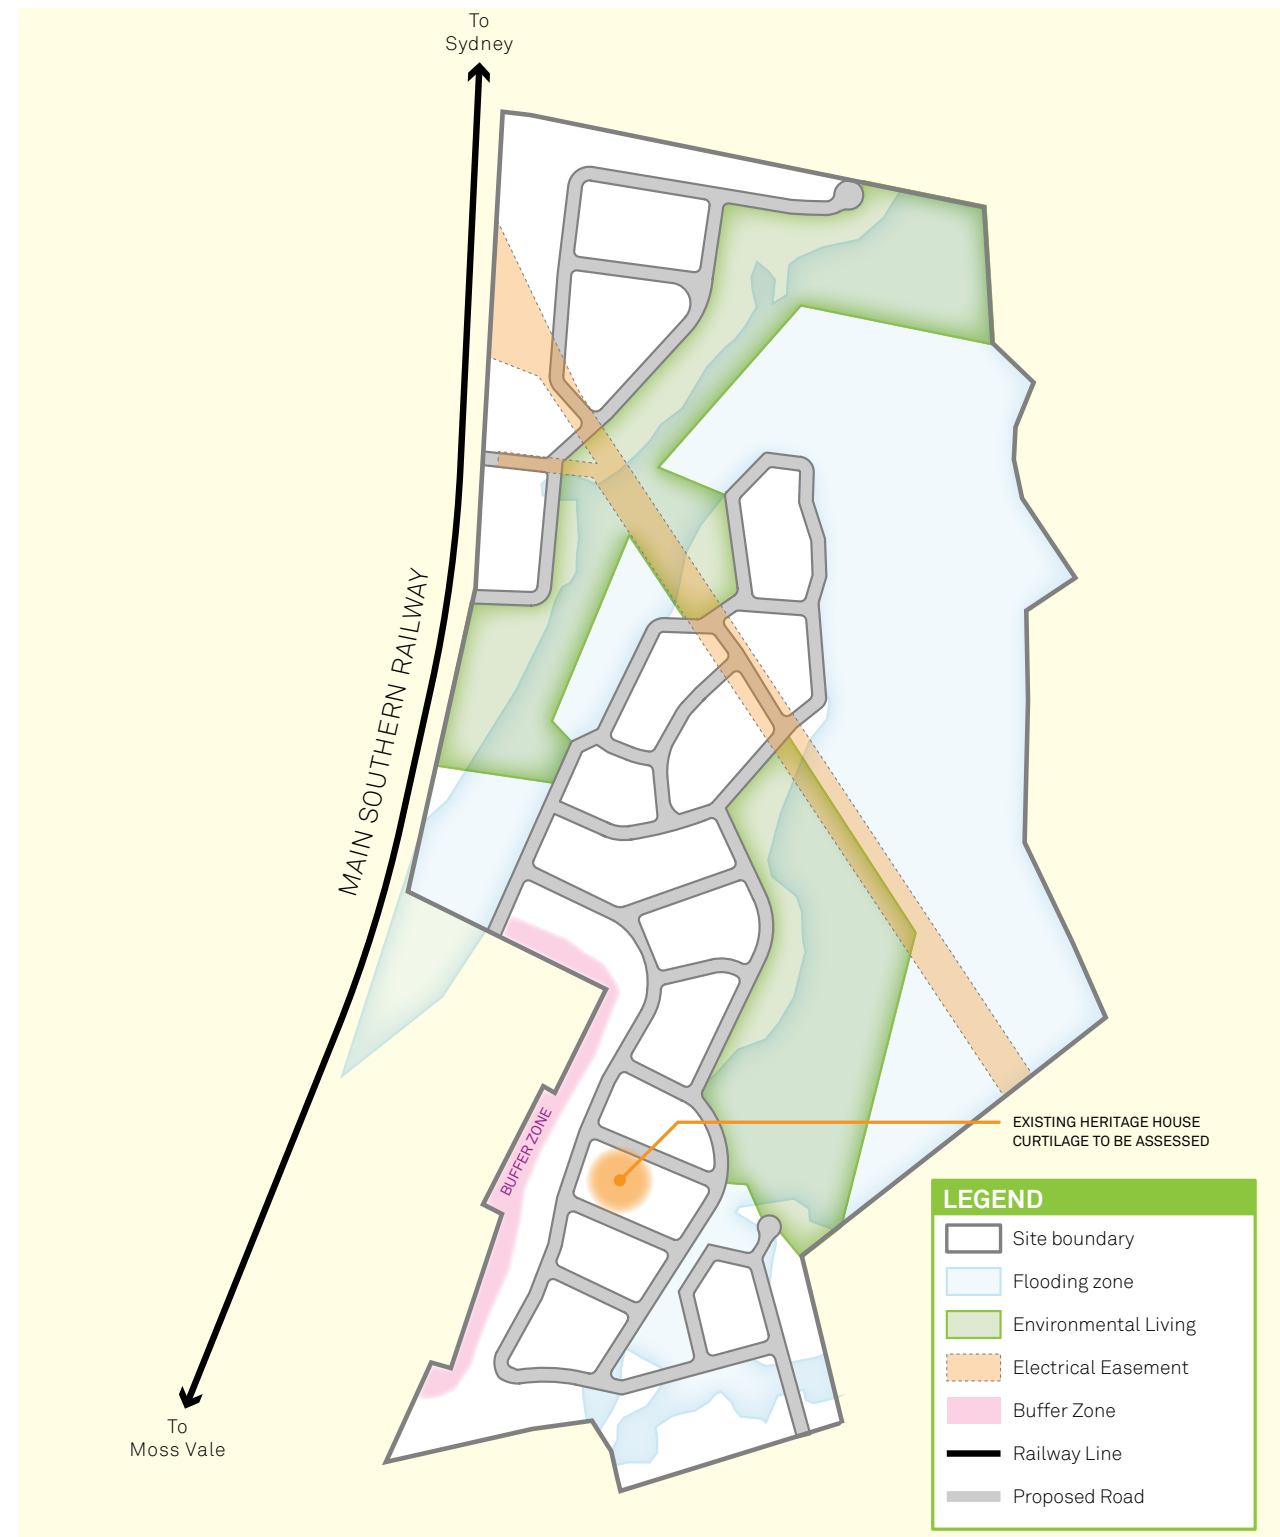 To
Sydney
MAIN SOUTHERN RAILWAY
BUFFER ZONE
EXISTING HERITAGE HOUSE
CURTILAGE TO BE ASSESSED
LEGEND
Site boundary
Flooding zone
Environmental Living
Electrical Easement
Buffer Zone
Railway Line
Proposed Road
To
Moss Vale